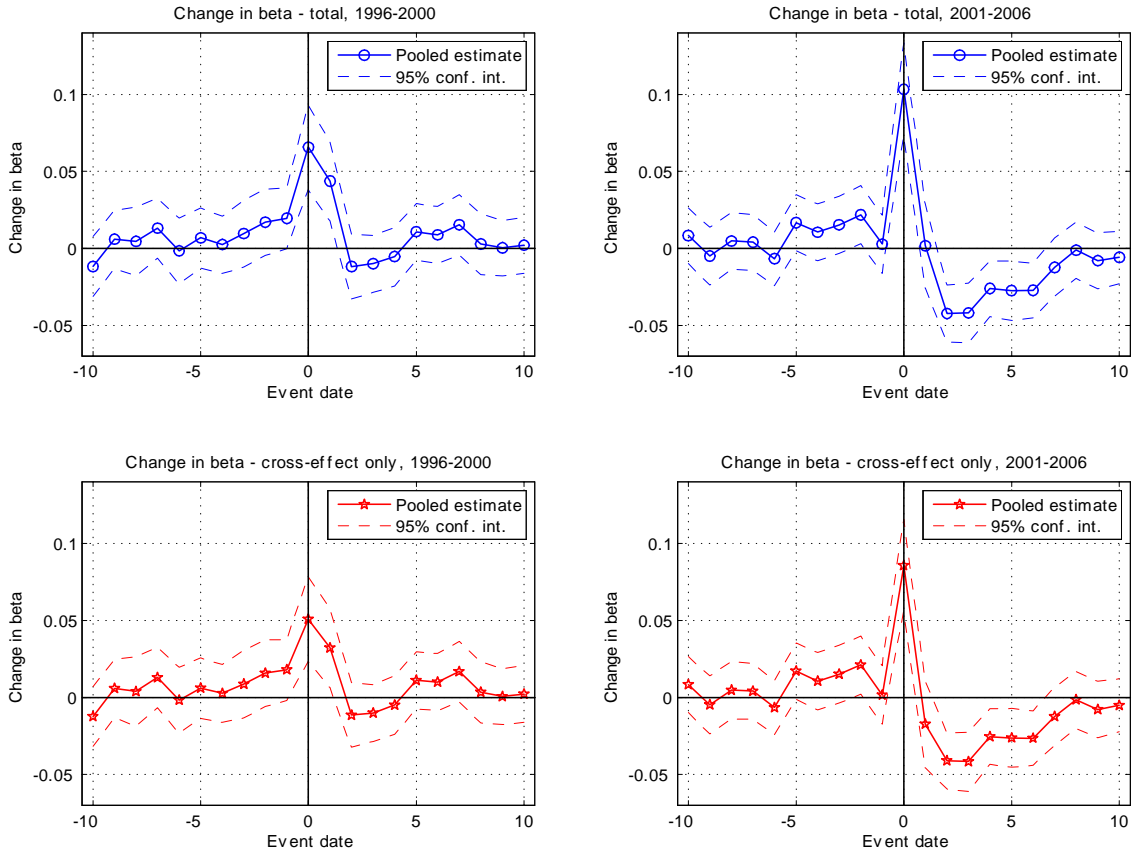 Change in beta - total, 1996-2000
Pooled estimate
95% conf. int.
0.1
0.05
0
-0.05
Change in beta
-10
-5
0
5
10
Event date
Change in beta - total, 2001-2006
Pooled estimate
95% conf. int.
0.1
0.05
0
-0.05
Change in beta
-10
-5
0
5
10
Event date
Change in beta - cross-effect only, 1996-2000
Pooled estimate
95% conf. int.
0.1
0.05
0
-0.05
Change in beta
-10
-5
0
5
10
Event date
Change in beta - cross-effect only, 2001-2006
Pooled estimate
95% conf. int.
0.1
0.05
0
-0.05
Change in beta
-10
-5
0
5
10
Event date